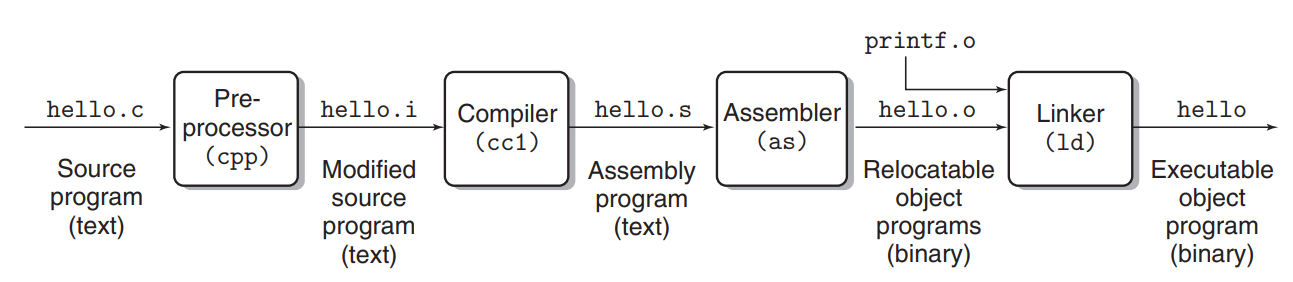 printf.o
hello.c
Pre-
processor
(cpp)
hello.i
Compiler
(cc1)
hello.s
Assembler
(as)
hello.o
Linker
(ld)
hello
Source
program
(text)
Modified
source
program
(text)
Assembly
program
(text)
Relocatable
object
programs
(binary)
Executable
object
program
(binary)